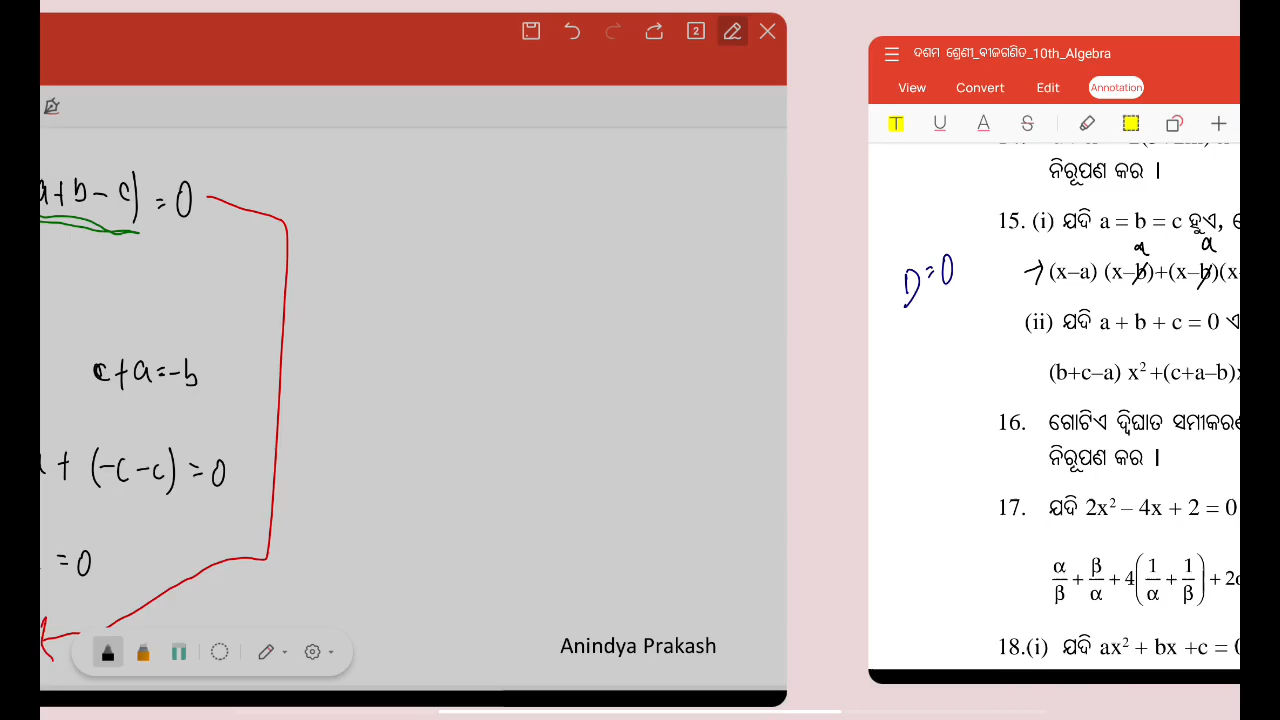 a+b-c) = 0
c+a=-b
+ (-c-c) = 0
= 0
Anindya Prakash
2
ଦଶମ ଶ୍ରେଣୀ_ବୀଜଗଣିତ_10th_Algebra
View Convert Edit Annotation
T U A S
ନିରୂପଣ କର ।
15. (i) ଯଦି a = b = c ହୁଏ,
a a
D=0
→ (x–a) (x–b)+(x–b)(x
(ii) ଯଦି a + b + c = 0
(b+c–a) x²+(c+a–b)x
16. ଗୋଟିଏ ଦ୍ଵିଘାତ ସମୀକରଣ
ନିରୂପଣ କର ।
17. ଯଦି 2x² – 4x + 2 = 0
α/β + β/α + 4(1/α + 1/β) + 2
18.(i) ଯଦି ax² + bx +c =